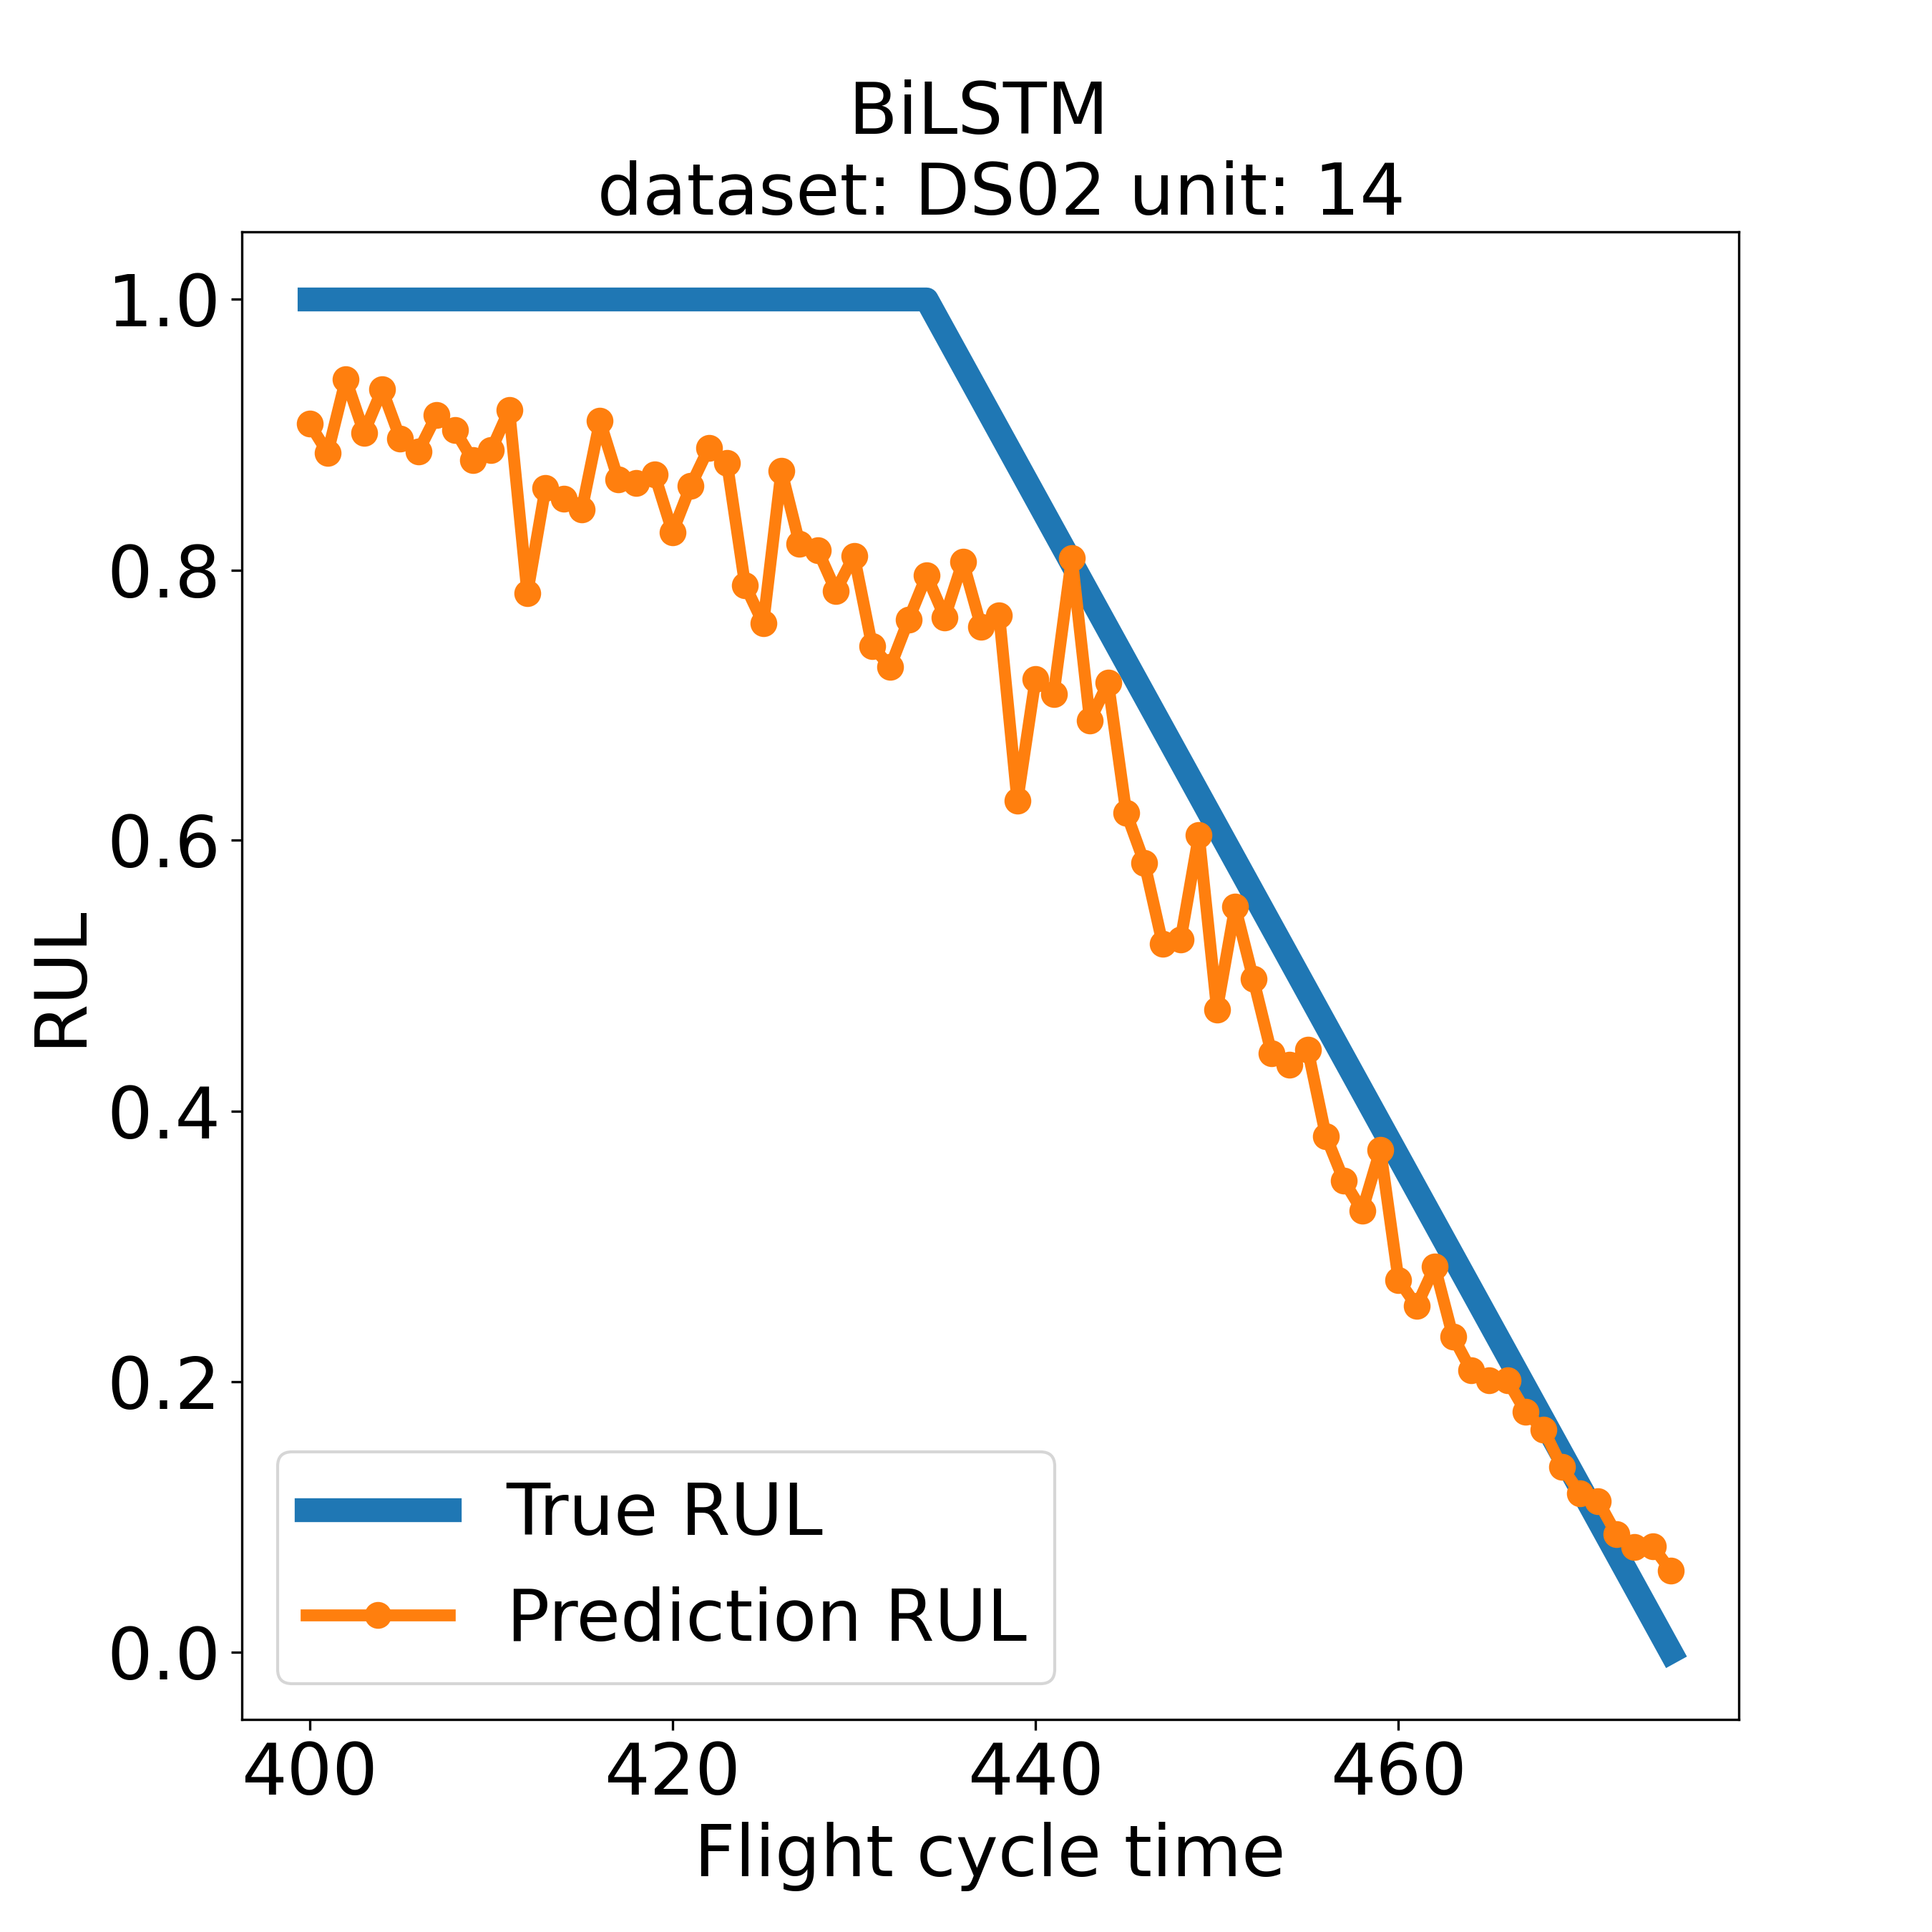 BiLSTM
dataset: DS02 unit: 14
1.0
0.8
0.6
0.4
0.2
0.0
RUL
True RUL
Prediction RUL
400 420 440 460
Flight cycle time